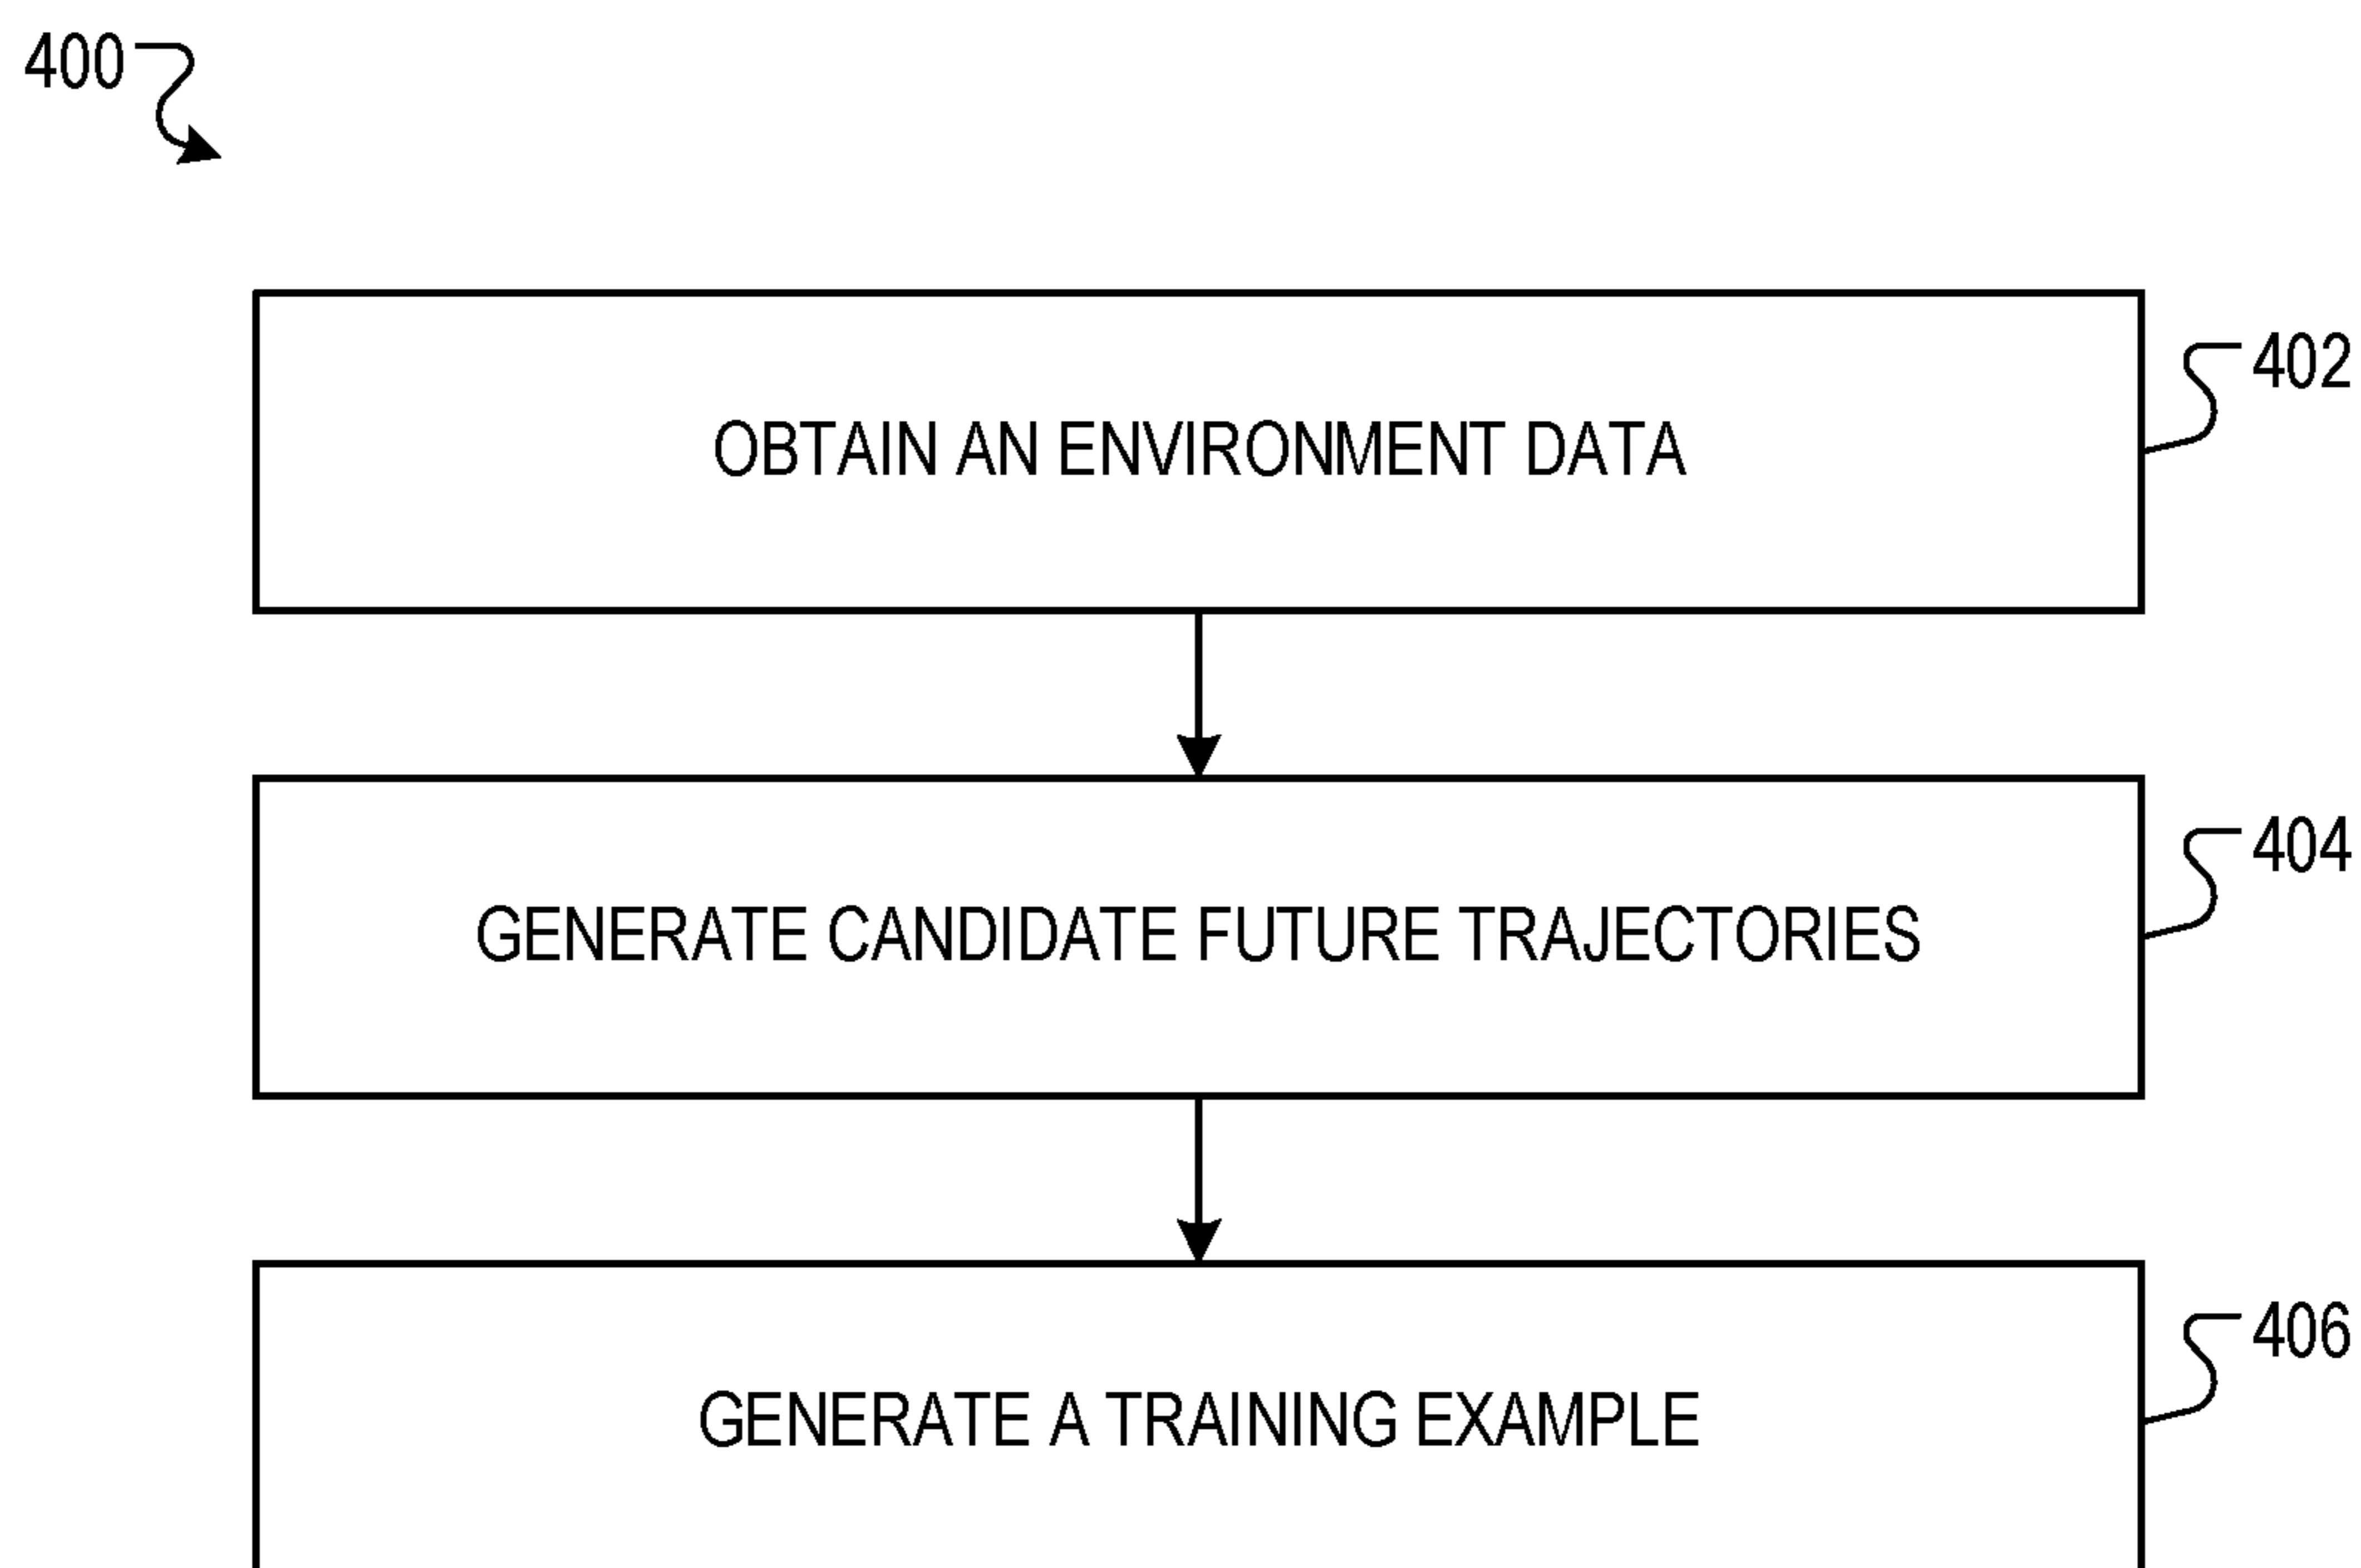 400
402
OBTAIN AN ENVIRONMENT DATA
404
GENERATE CANDIDATE FUTURE TRAJECTORIES
406
GENERATE A TRAINING EXAMPLE